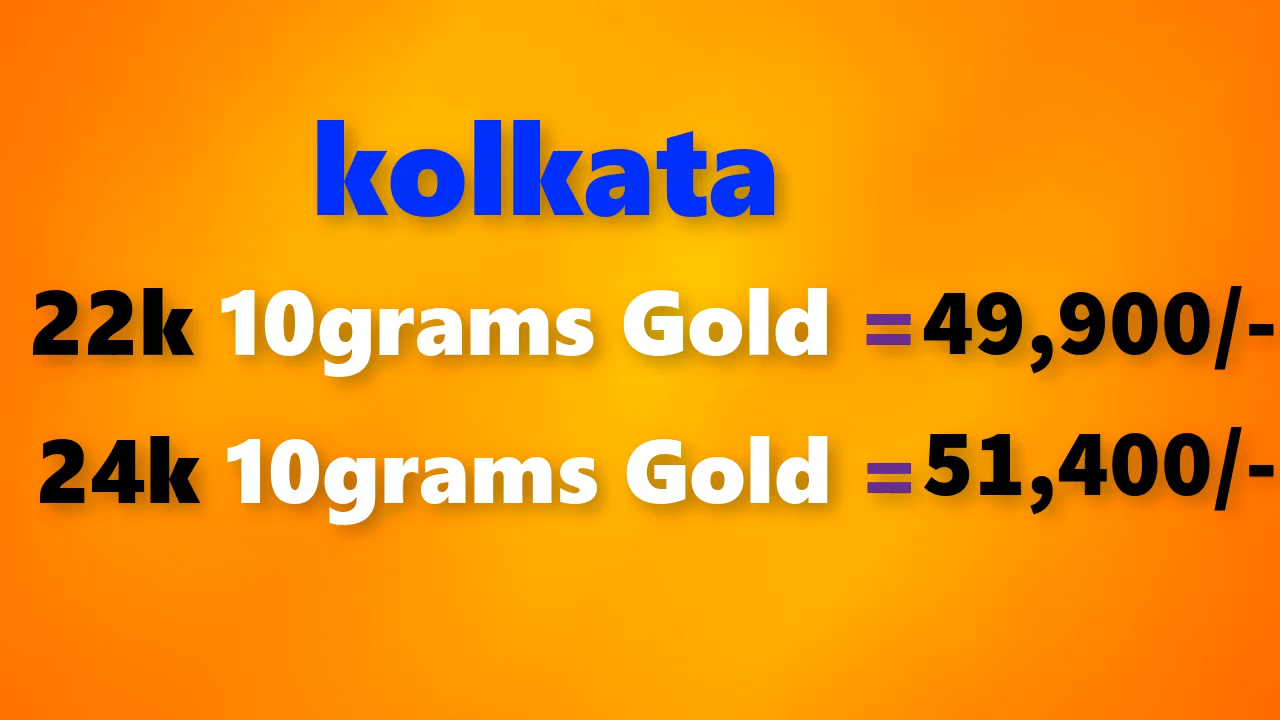 kolkata
22k 10grams Gold =49,900/-
24k 10grams Gold =51,400/-